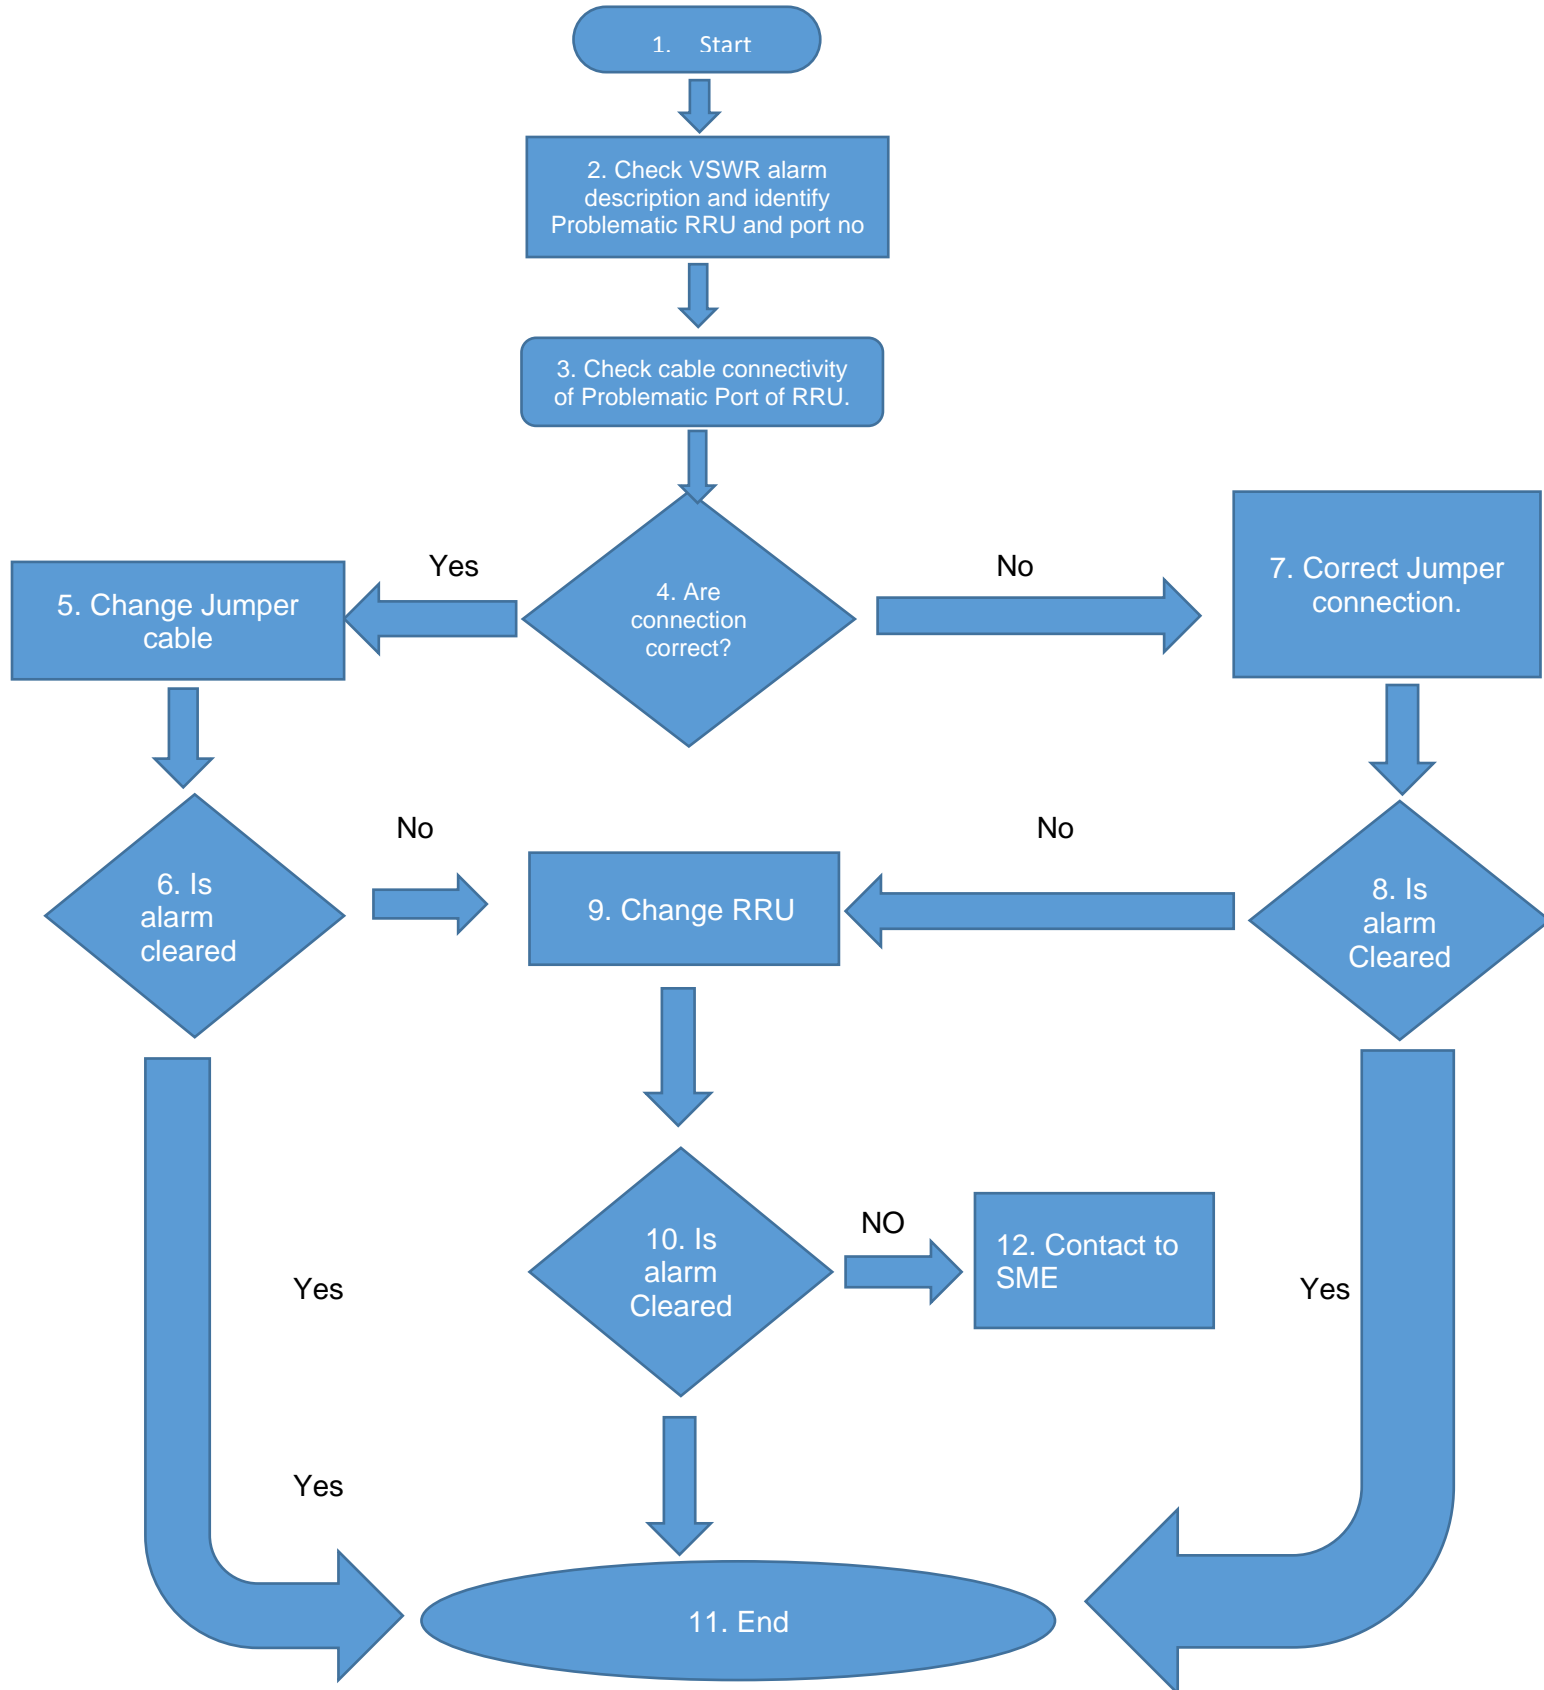 1. Start
2. Check VSWR alarm
description and identify
Problematic RRU and port no
3. Check cable connectivity
of Problematic Port of RRU.
Yes
4. Are
connection
correct?
No
5. Change Jumper
cable
7. Correct Jumper
connection.
6. Is
alarm
cleared
No
9. Change RRU
No
8. Is
alarm
Cleared
10. Is
alarm
Cleared
NO
12. Contact to
SME
Yes
Yes
Yes
11. End